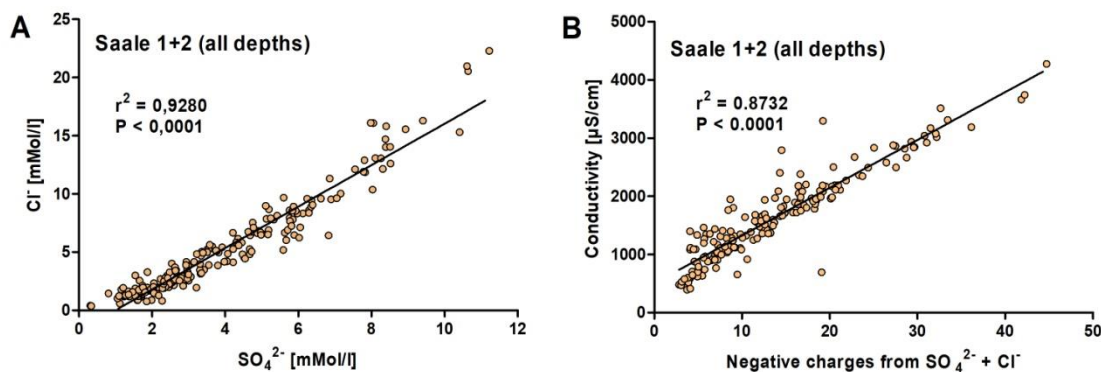 A
Saale 1+2 (all depths)
r² = 0,9280
P < 0,0001
Cl⁻ [mMol/l]
25
20
15
10
5
0
0 2 4 6 8 10 12
SO₄²⁻ [mMol/l]
B
Saale 1+2 (all depths)
r² = 0.8732
P < 0.0001
Conductivity [µS/cm]
5000
4000
3000
2000
1000
0
0 10 20 30 40 50
Negative charges from SO₄²⁻ + Cl⁻